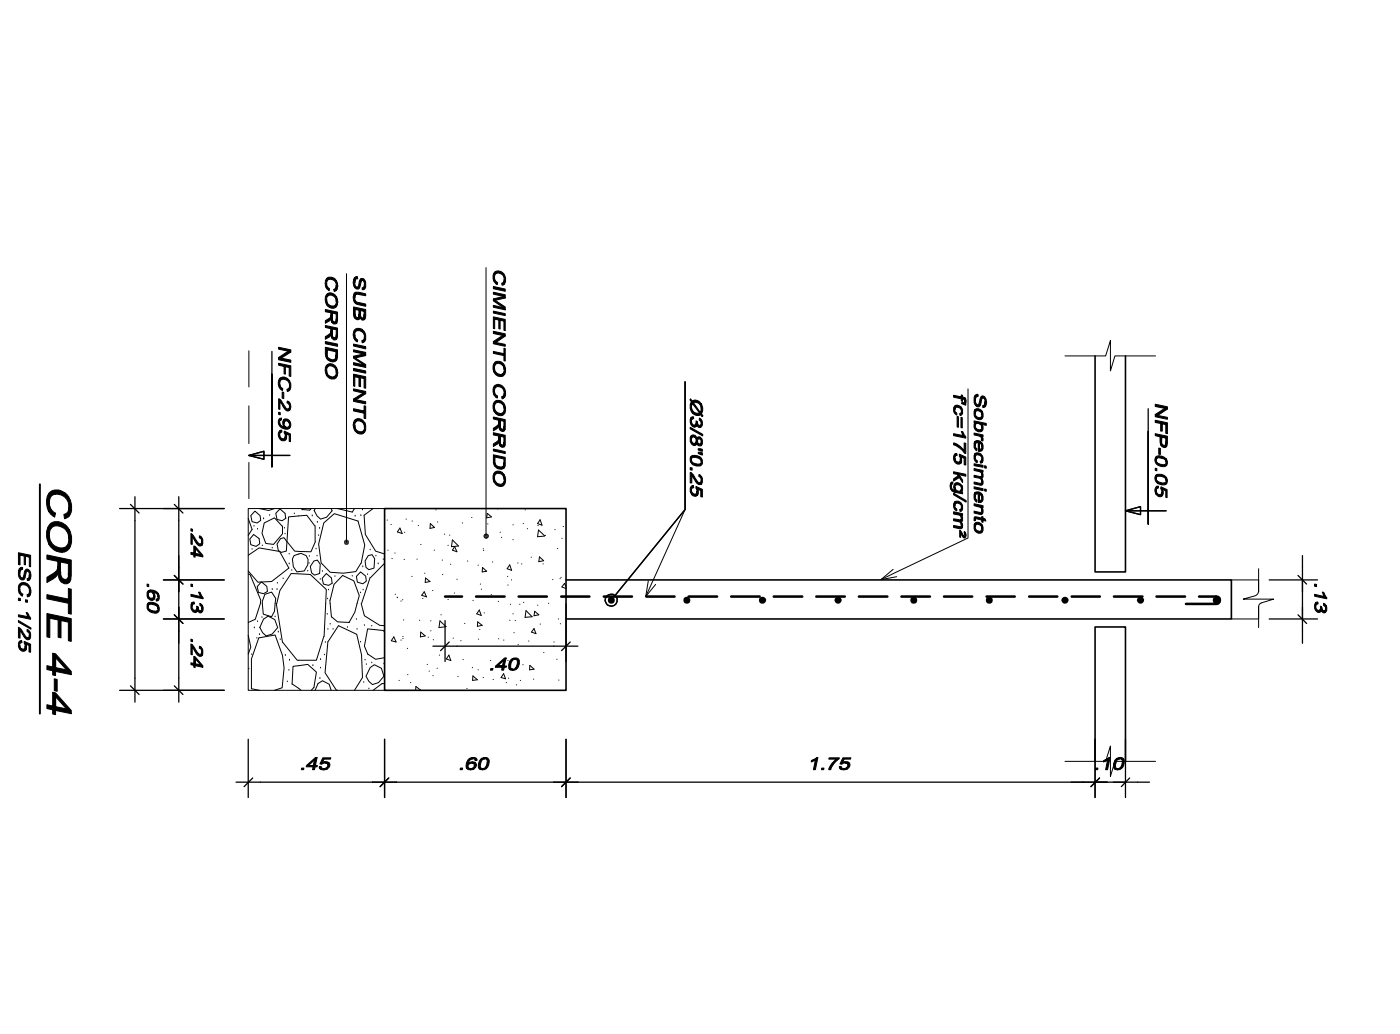 NFP-0.05
.13
.10
Sobrecimiento
f'c=175 kg/cm²
1.75
Ø3/8"0.25
CIMIENTO CORRIDO
.40
.60
SUB CIMIENTO
CORRIDO
.45
NFC-2.95
.24
.13
.24
.60
CORTE 4-4
ESC: 1/25